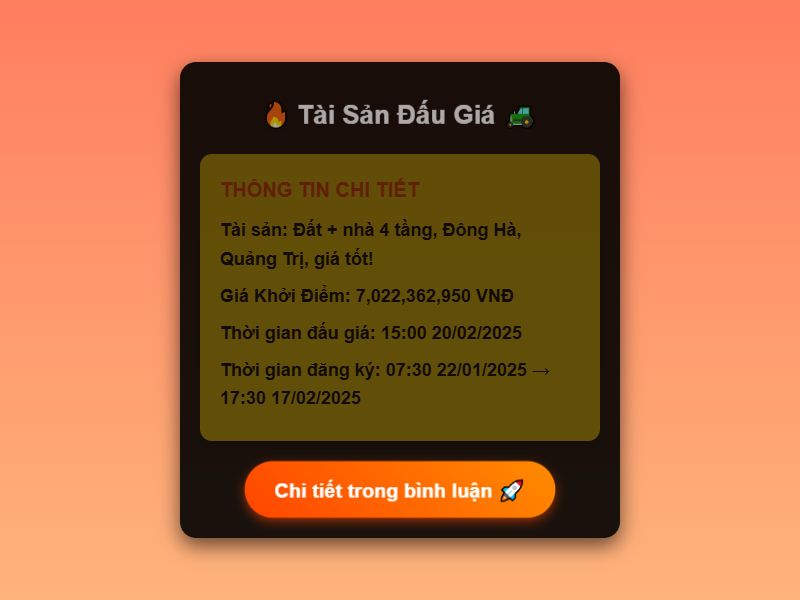 🔥 Tài Sản Đấu Giá 🚜
THÔNG TIN CHI TIẾT
Tài sản: Đất + nhà 4 tầng, Đông Hà,
Quảng Trị, giá tốt!
Giá Khởi Điểm: 7,022,362,950 VNĐ
Thời gian đấu giá: 15:00 20/02/2025
Thời gian đăng ký: 07:30 22/01/2025 →
17:30 17/02/2025
Chi tiết trong bình luận 🚀